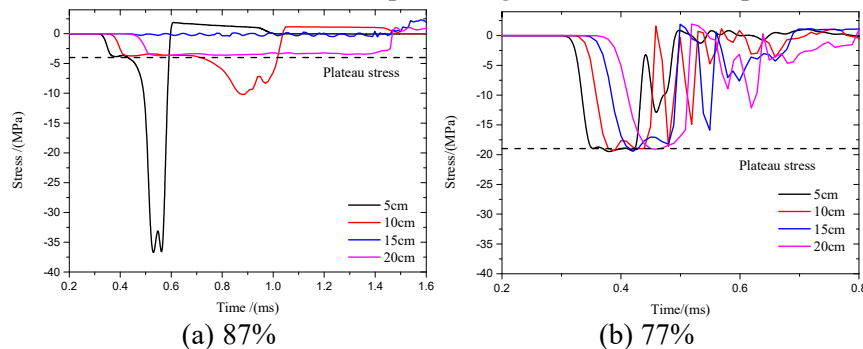 0
-5
-10
-15
-20
-25
-30
-35
-40
Stress /(MPa)
Plateau stress
5cm
10cm
15cm
20cm
0.2 0.4 0.6 0.8 1.0 1.2 1.4 1.6
Time /(ms)
(a) 87%
0
-5
-10
-15
-20
-25
-30
-35
-40
Stress/(MPa)
Plateau stress
5cm
10cm
15cm
20cm
0.2 0.4 0.6 0.8
Time/(ms)
(b) 77%